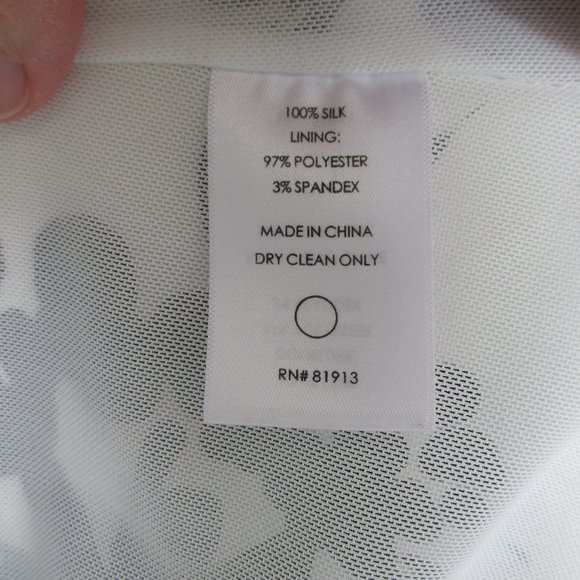 100% SILK
LINING:
97% POLYESTER
3% SPANDEX
MADE IN CHINA
DRY CLEAN ONLY
RN# 81913